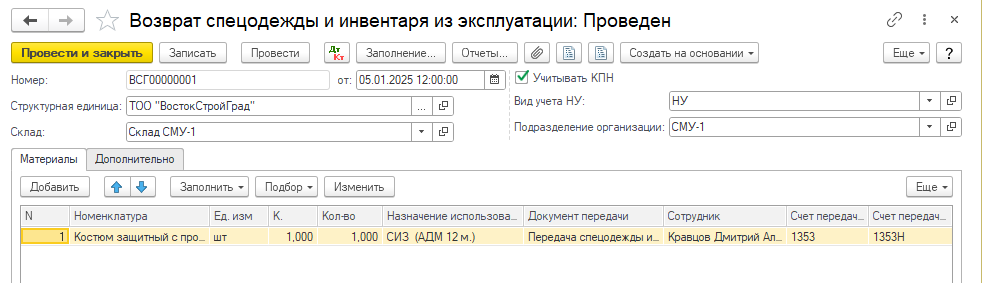 Возврат спецодежды и инвентаря из эксплуатации: Проведен
Провести и закрыть Записать Провести Дт Кт Заполнение... Отчеты... Создать на основании Еще ?
Номер: ВСГ00000001 от: 05.01.2025 12:00:00 Учитывать КПН
Структурная единица: ТОО "ВостокСтройГрад" ... Вид учета НУ: НУ
Склад: Склад СМУ-1 Подразделение организации: СМУ-1
Материалы Дополнительно
Добавить Заполнить Подбор Изменить Еще
N Номенклатура Ед. изм К. Кол-во Назначение использова... Документ передачи Сотрудник Счет передач... Счет передач...
1 Костюм защитный с про... шт 1,000 1,000 СИЗ (АДМ 12 м.) Передача спецодежды и... Кравцов Дмитрий Ал... 1353 1353Н